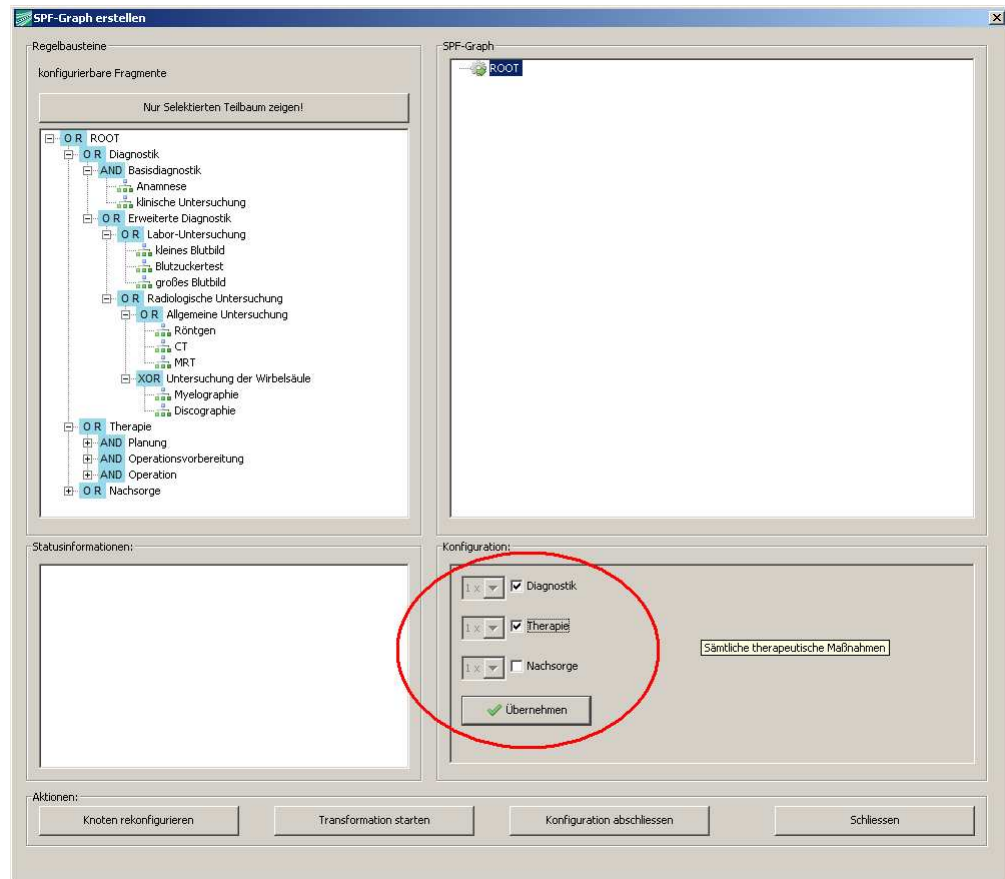 SPF-Graph erstellen
Regelbausteine
konfigurierbare Fragmente
Nur Selektierten Teilbaum zeigen!
OR ROOT
OR Diagnostik
AND Basisdiagnostik
Anamnese
klinische Untersuchung
OR Erweiterte Diagnostik
OR Labor-Untersuchung
kleines Blutbild
Blutzuckertest
großes Blutbild
OR Radiologische Untersuchung
OR Allgemeine Untersuchung
Röntgen
CT
MRT
XOR Untersuchung der Wirbelsäule
Myelographie
Discographie
OR Therapie
AND Planung
AND Operationsvorbereitung
AND Operation
OR Nachsorge
SPF-Graph
ROOT
Statusinformationen:
Konfiguration:
1 x Diagnostik
1 x Therapie
1 x Nachsorge
Übernehmen
Sämtliche therapeutische Maßnahmen
Aktionen:
Knoten rekonfigurieren
Transformation starten
Konfiguration abschliessen
Schliessen